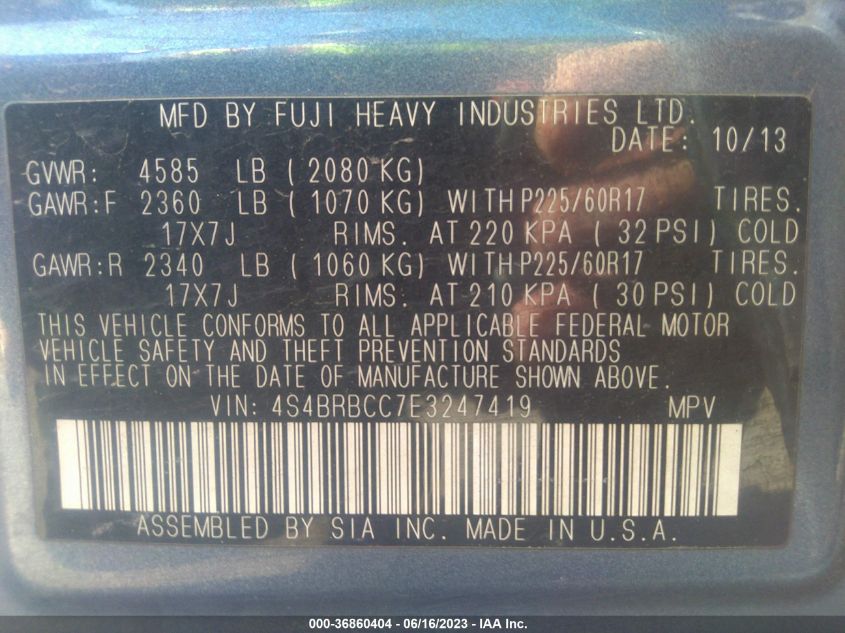 MFD BY FUJI HEAVY INDUSTRIES LTD.
DATE: 10/13
GVWR: 4585 LB ( 2080 KG)
GAWR:F 2360 LB ( 1070 KG) WITH P225/60R17 TIRES.
17X7J RIMS. AT 220 KPA ( 32 PSI) COLD
GAWR:R 2340 LB ( 1060 KG) WITH P225/60R17 TIRES.
17X7J RIMS. AT 210 KPA ( 30 PSI) COLD
THIS VEHICLE CONFORMS TO ALL APPLICABLE FEDERAL MOTOR
VEHICLE SAFETY AND THEFT PREVENTION STANDARDS
IN EFFECT ON THE DATE OF MANUFACTURE SHOWN ABOVE.
VIN: 4S4BRBCC7E3247419 MPV
ASSEMBLED BY SIA INC. MADE IN U.S.A.
000-36860404 - 06/16/2023 - IAA Inc.